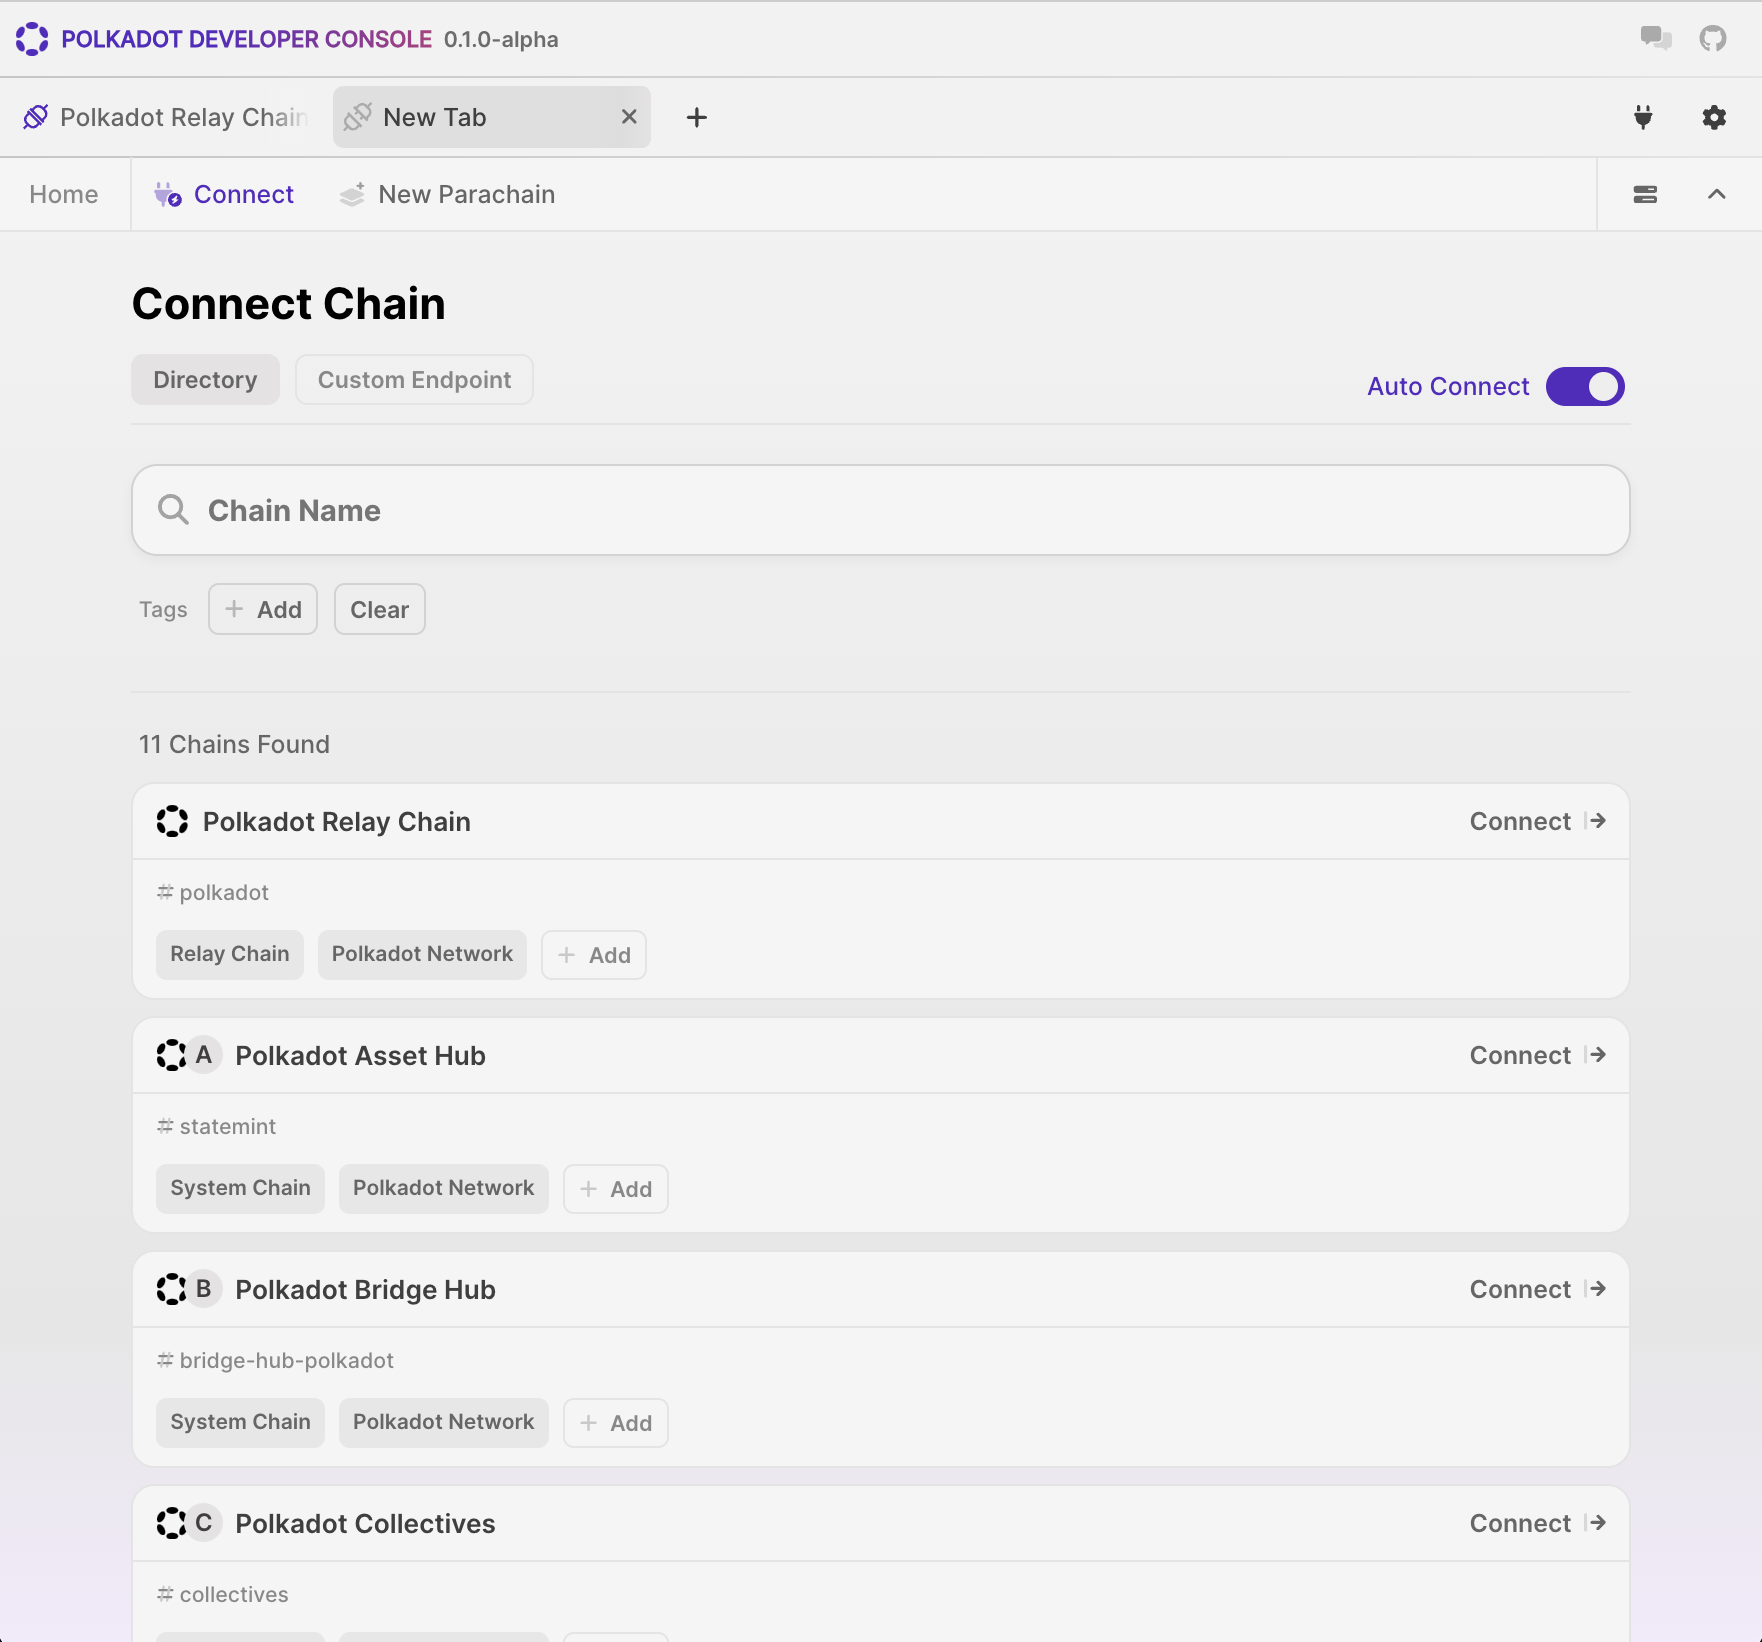 POLKADOT DEVELOPER CONSOLE 0.1.0-alpha
Polkadot Relay Chain New Tab
Home Connect New Parachain
Connect Chain
Directory Custom Endpoint Auto Connect
Chain Name
Tags + Add Clear
11 Chains Found
Polkadot Relay Chain Connect
# polkadot
Relay Chain Polkadot Network + Add
A Polkadot Asset Hub Connect
# statemint
System Chain Polkadot Network + Add
B Polkadot Bridge Hub Connect
# bridge-hub-polkadot
System Chain Polkadot Network + Add
C Polkadot Collectives Connect
# collectives